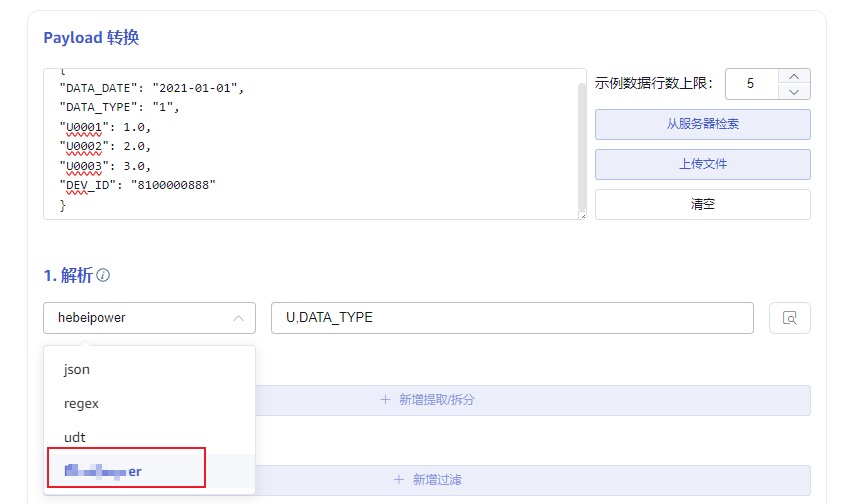 Payload 转换
{
"DATA_DATE": "2021-01-01",
"DATA_TYPE": "1",
"U0001": 1.0,
"U0002": 2.0,
"U0003": 3.0,
"DEV_ID": "8100000888"
}
示例数据行数上限： 5
从服务器检索
上传文件
清空
1. 解析
hebeipower
U,DATA_TYPE
json
regex
udt
er
新增提取/拆分
新增过滤